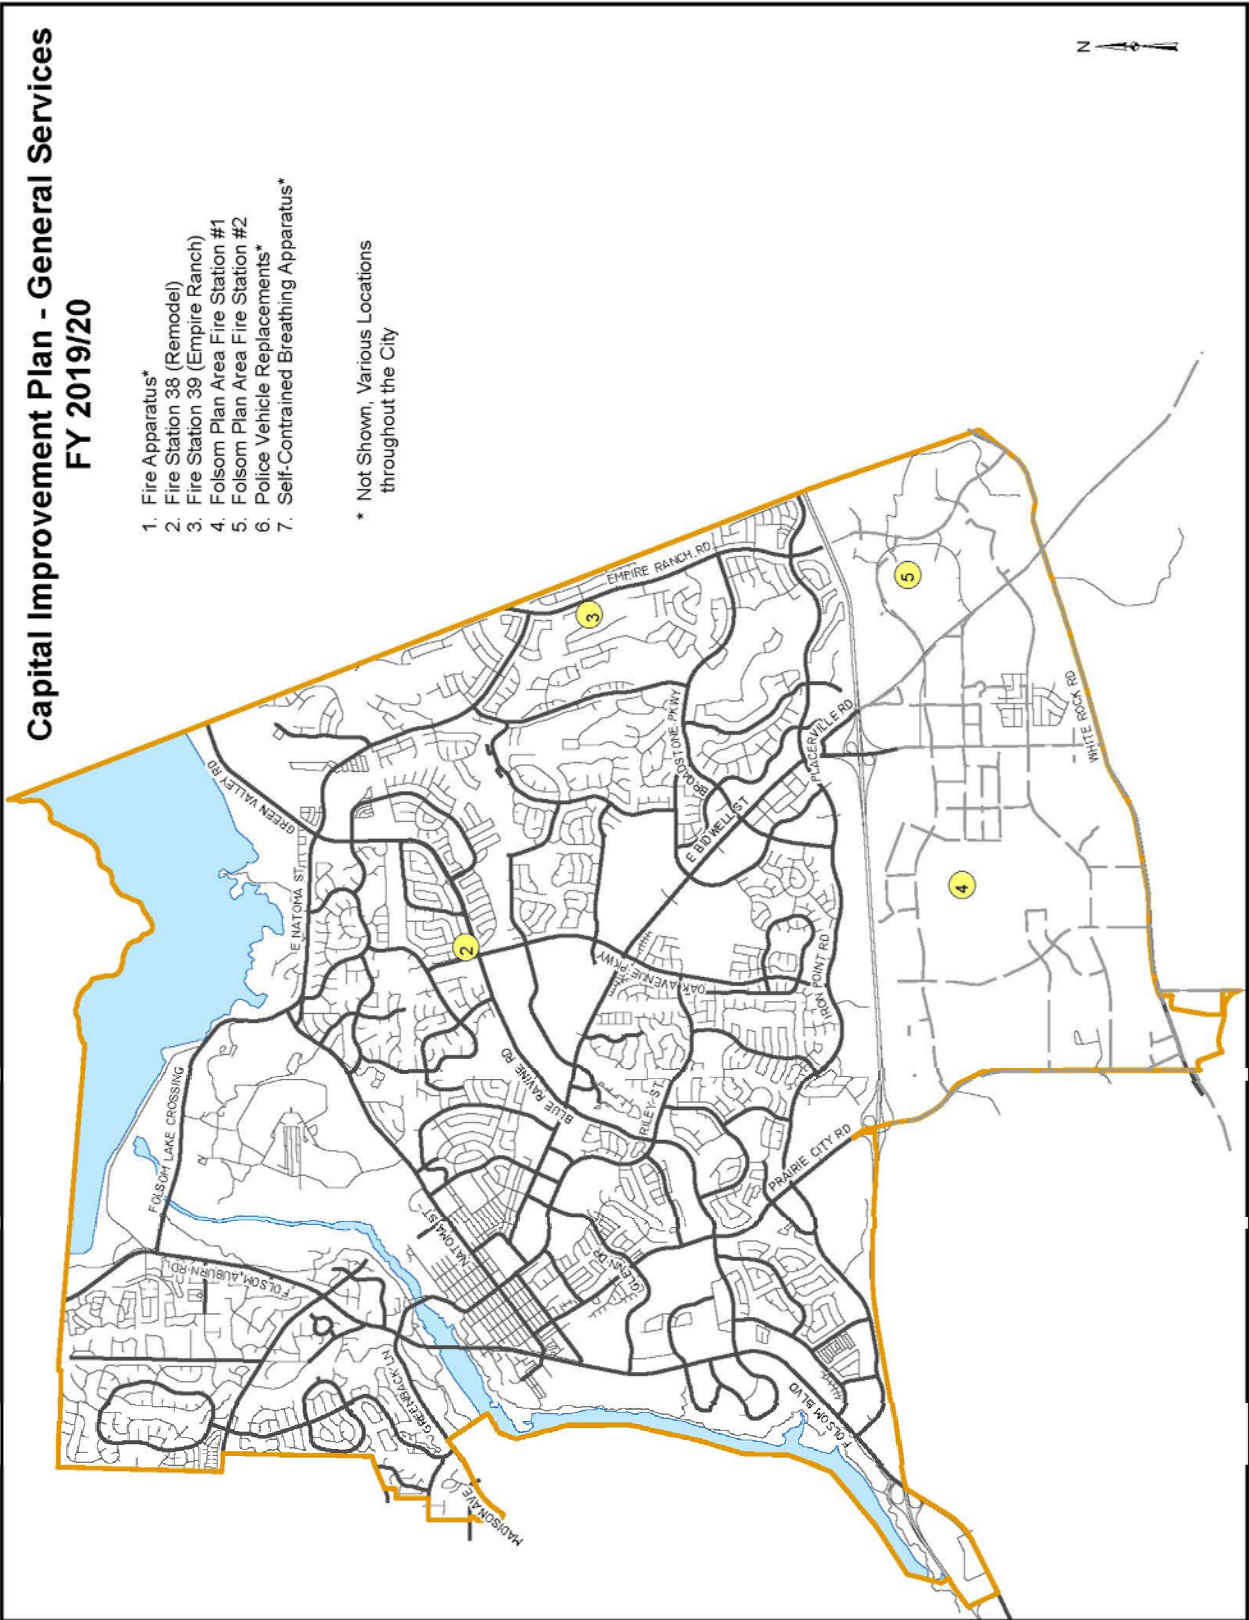 Capital Improvement Plan - General Services
FY 2019/20
1. Fire Apparatus*
2. Fire Station 38 (Remodel)
3. Fire Station 39 (Empire Ranch)
4. Folsom Plan Area Fire Station #1
5. Folsom Plan Area Fire Station #2
6. Police Vehicle Replacements*
7. Self-Contrained Breathing Apparatus*
* Not Shown, Various Locations
throughout the City
N
GREEN VALLEY RD
E NATOMA ST
FOLSOM LAKE CROSSING
FOLSOM AUBURN RD
GREENBACK LN
MADISON AVE
NATOMA ST
BLUE RAVINE RD
RILEY ST
GLENN DR
FOLSOM BLVD
PRAIRIE CITY RD
IRON POINT RD
OAK AVENUE PKWY
E BIDWELL ST
BROADSTONE PKWY
PLACERVILLE RD
EMPIRE RANCH RD
WHITE ROCK RD
2
3
4
5